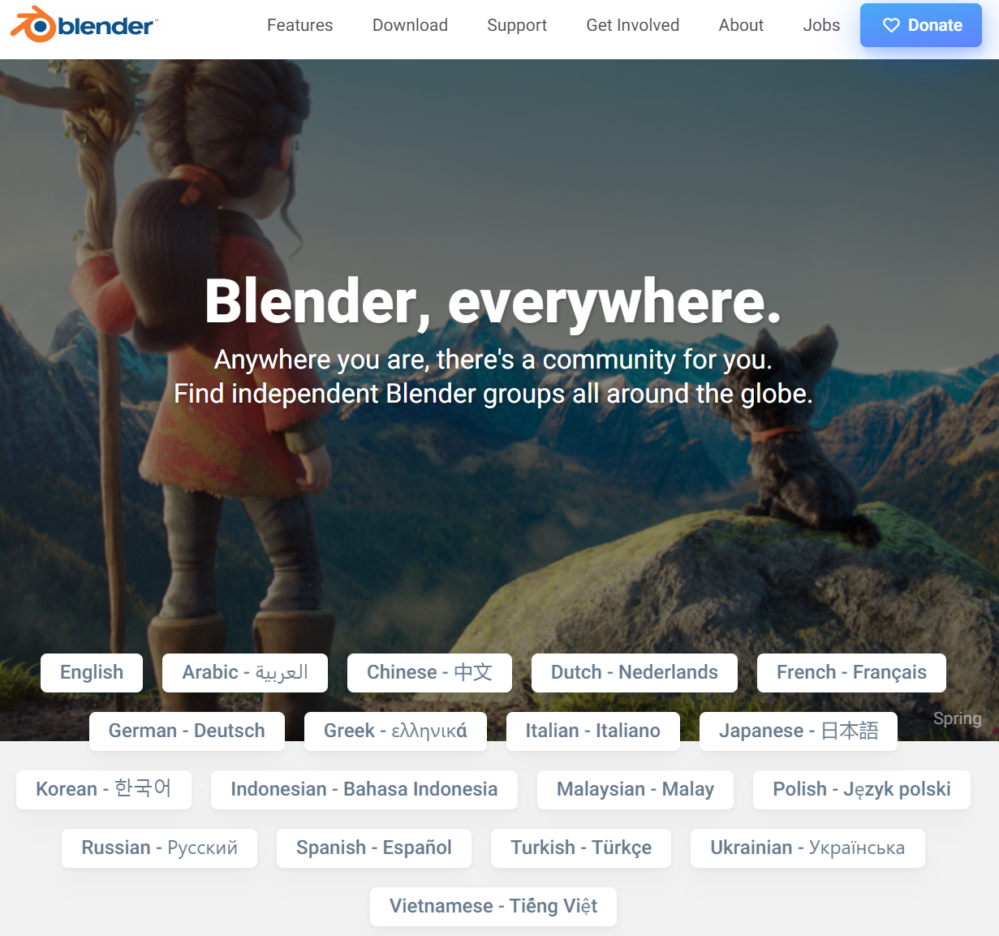 blender™
Features Download Support Get Involved About Jobs Donate
Blender, everywhere.
Anywhere you are, there's a community for you.
Find independent Blender groups all around the globe.
English Arabic - العربية Chinese - 中文 Dutch - Nederlands French - Français
Spring
German - Deutsch Greek - ελληνικά Italian - Italiano Japanese - 日本語
Korean - 한국어 Indonesian - Bahasa Indonesia Malaysian - Malay Polish - Język polski
Russian - Русский Spanish - Español Turkish - Türkçe Ukrainian - Українська
Vietnamese - Tiếng Việt